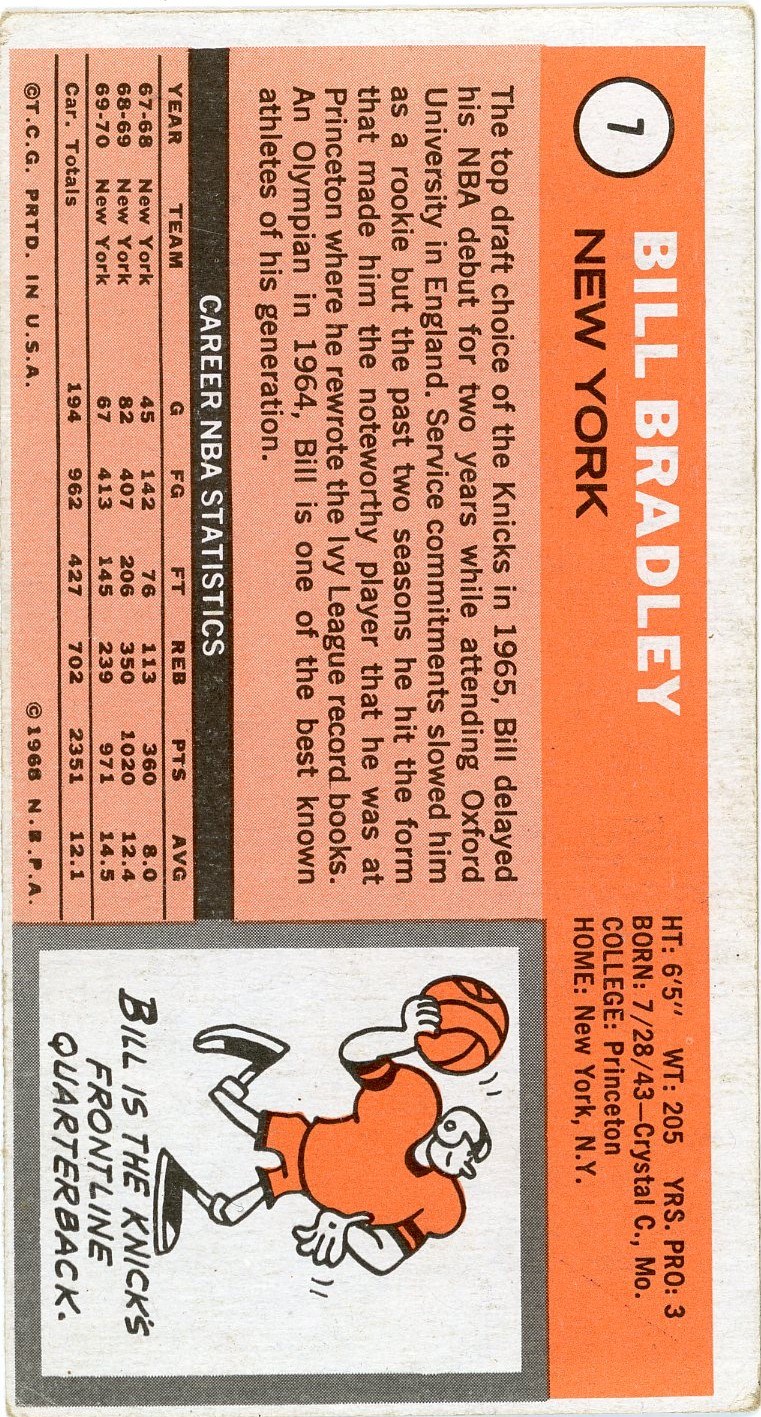 7
BILL BRADLEY
NEW YORK
HT: 6'5" WT: 205 YRS. PRO: 3
BORN: 7/28/43—Crystal C., Mo.
COLLEGE: Princeton
HOME: New York, N.Y.
The top draft choice of the Knicks in 1965, Bill delayed
his NBA debut for two years while attending Oxford
University in England. Service commitments slowed him
as a rookie but the past two seasons he hit the form
that made him the noteworthy player that he was at
Princeton where he rewrote the Ivy League record books.
An Olympian in 1964, Bill is one of the best known
athletes of his generation.
CAREER NBA STATISTICS
YEAR TEAM G FG FT REB PTS AVG
67-68 New York 45 142 76 113 360 8.0
68-69 New York 82 407 206 350 1020 12.4
69-70 New York 67 413 145 239 971 14.5
Car. Totals 194 962 427 702 2351 12.1
©T.C.G. PRTD. IN U.S.A. ©1968 N.B.P.A.
BILL IS THE KNICK'S
FRONTLINE
QUARTERBACK.